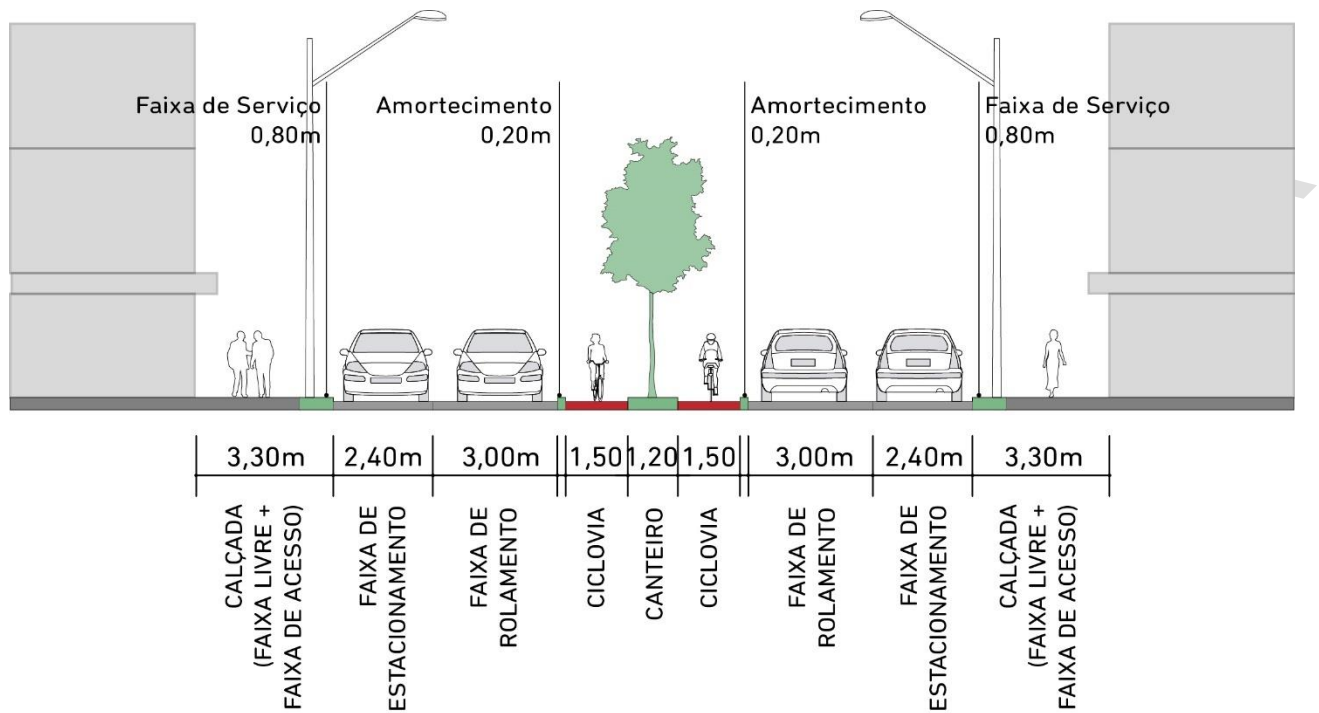 Faixa de Serviço
0,80m
Amortecimento
0,20m
Amortecimento
0,20m
Faixa de Serviço
0,80m
3,30m
2,40m
3,00m
1,50
1,20
1,50
3,00m
2,40m
3,30m
CALÇADA
(FAIXA LIVRE +
FAIXA DE ACESSO)
FAIXA DE
ESTACIONAMENTO
FAIXA DE
ROLAMENTO
CICLOVIA
CANTEIRO
CICLOVIA
FAIXA DE
ROLAMENTO
FAIXA DE
ESTACIONAMENTO
CALÇADA
(FAIXA LIVRE +
FAIXA DE ACESSO)